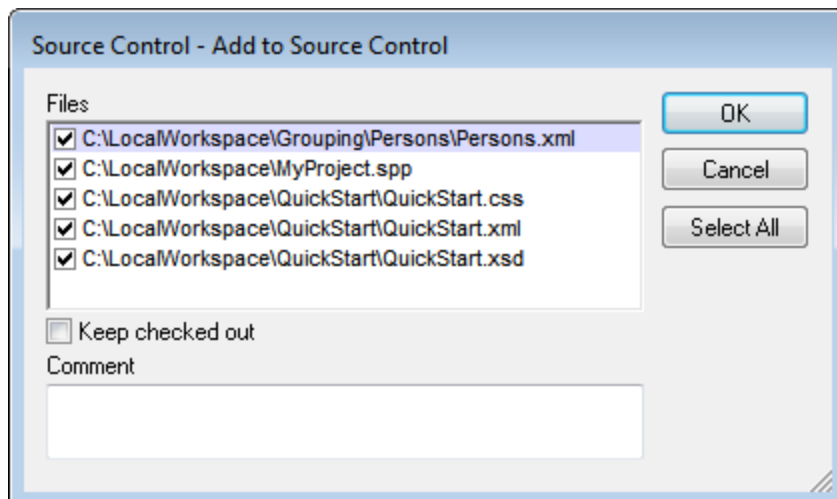 Source Control - Add to Source Control
Files
C:\LocalWorkspace\Grouping\Persons\Persons.xml
C:\LocalWorkspace\MyProject.spp
C:\LocalWorkspace\QuickStart\QuickStart.css
C:\LocalWorkspace\QuickStart\QuickStart.xml
C:\LocalWorkspace\QuickStart\QuickStart.xsd
OK
Cancel
Select All
Keep checked out
Comment